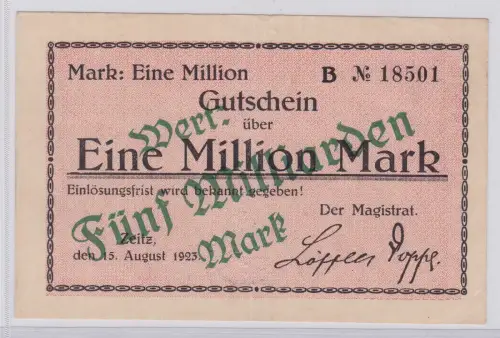 Mark: Eine Million B № 18501
Gutschein
über
Eine Million Mark
Einlösungsfrist wird bekannt gegeben!
Wert:
Fünf Milliarden
Mark
Der Magistrat.
Zeitz,
den 15. August 1923.